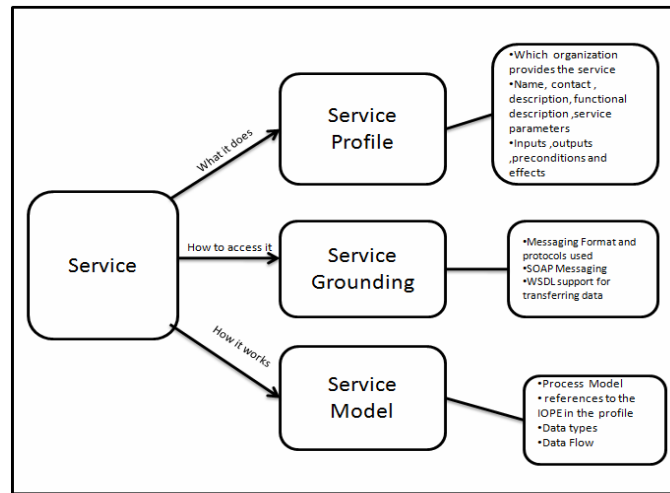 Service
What it does
Service
Profile
•Which organization
provides the service
•Name, contact ,
description, functional
description ,service
parameters
•Inputs ,outputs
,preconditions and
effects
How to access it
Service
Grounding
•Messaging Format and
protocols used
•SOAP Messaging
•WSDL support for
transferring data
How it works
Service
Model
•Process Model
• references to the
IOPE in the profile
•Data types
•Data Flow